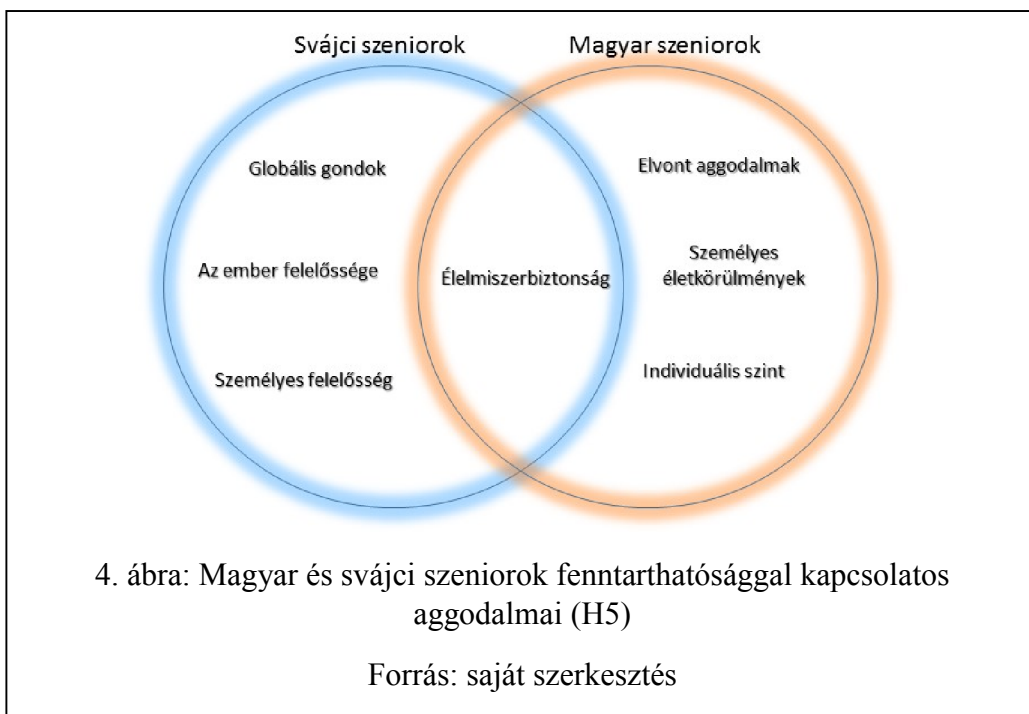 Svájci szeniorok
Magyar szeniorok
Globális gondok
Az ember felelőssége
Személyes felelősség
Élelmiszerbiztonság
Elvont aggodalmak
Személyes
életkörülmények
Individuális szint
4. ábra: Magyar és svájci szeniorok fenntarthatósággal kapcsolatos
aggodalmai (H5)
Forrás: saját szerkesztés